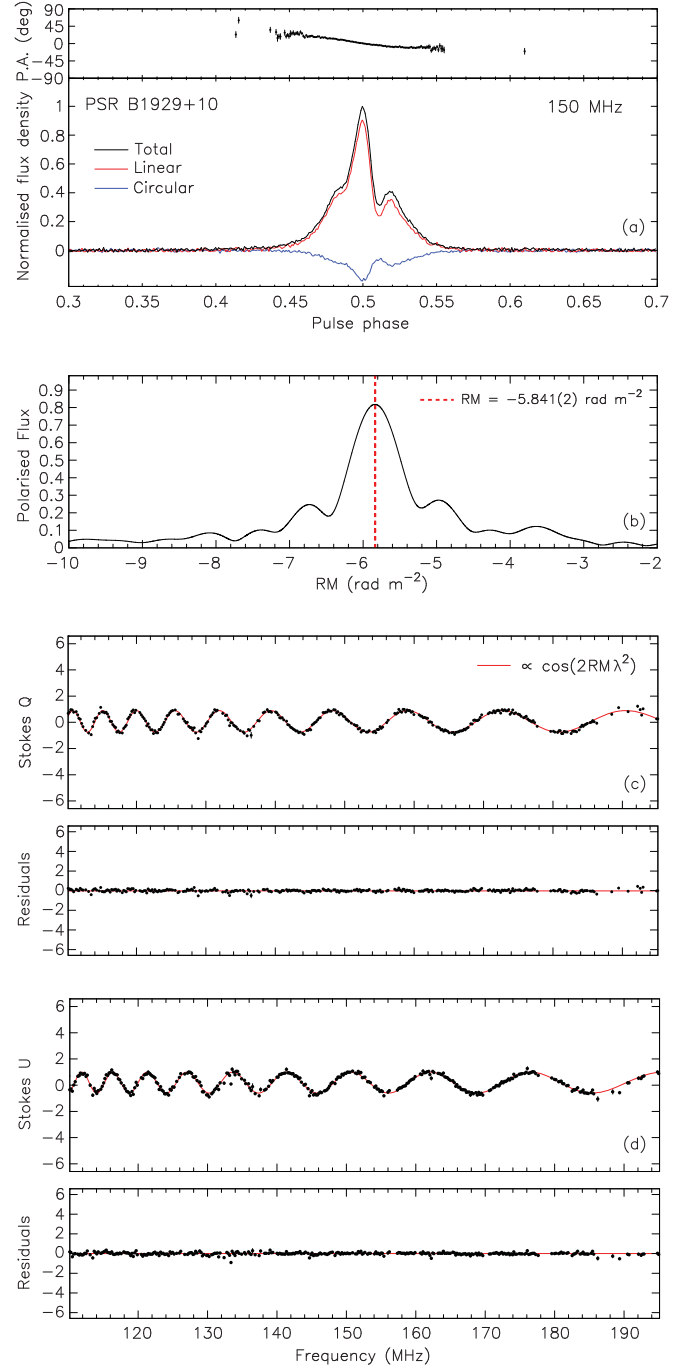 P.A. (deg)
90
45
0
−45
−90
PSR B1929+10
150 MHz
Total
Linear
Circular
Normalised flux density
1
0.8
0.6
0.4
0.2
0
(a)
0.3 0.35 0.4 0.45 0.5 0.55 0.6 0.65 0.7
Pulse phase
Polarised Flux
0.9
0.8
0.7
0.6
0.5
0.4
0.3
0.2
0.1
0
RM = −5.841(2) rad m⁻²
(b)
−10 −9 −8 −7 −6 −5 −4 −3 −2
RM (rad m⁻²)
Stokes Q
6
4
2
0
−2
−4
−6
∝ cos(2RMλ²)
(c)
Residuals
6
4
2
0
−2
−4
−6
Stokes U
6
4
2
0
−2
−4
−6
(d)
Residuals
6
4
2
0
−2
−4
−6
120 130 140 150 160 170 180 190
Frequency (MHz)